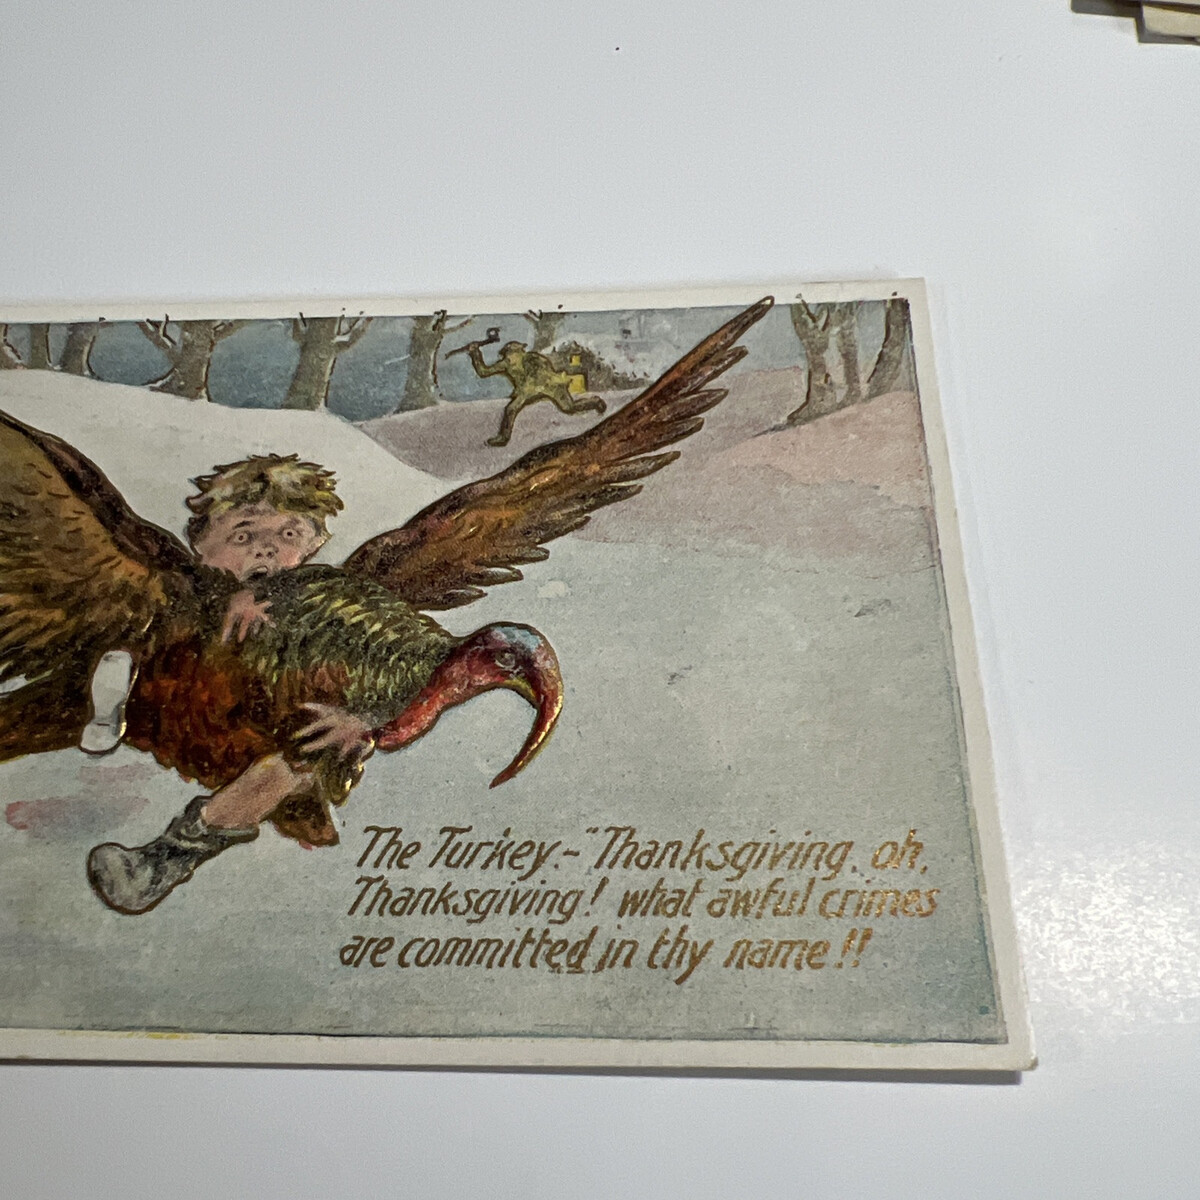 The Turkey.- "Thanksgiving, oh,
Thanksgiving! what awful crimes
are committed in thy name!!